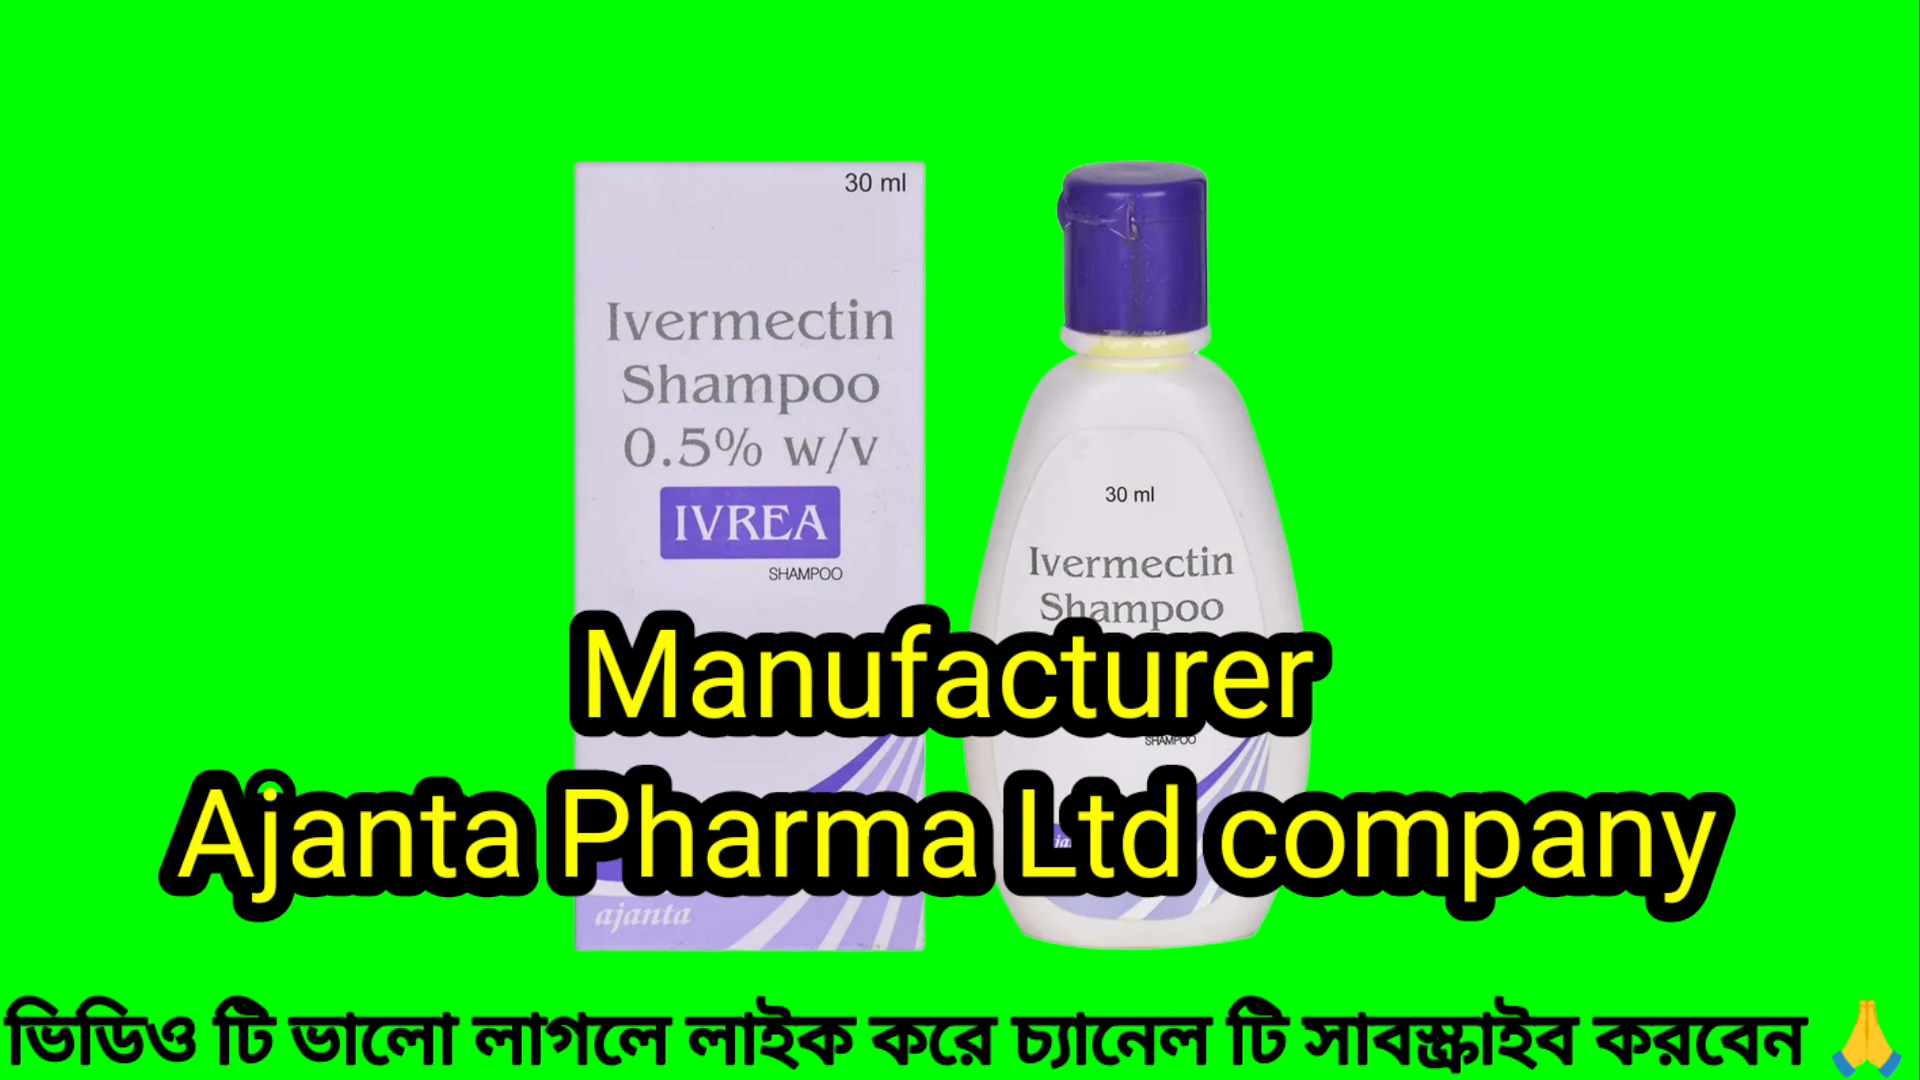 30 ml
Ivermectin
Shampoo
0.5% w/v
IVREA
SHAMPOO
ajanta
30 ml
Ivermectin
Shampoo
SHAMPOO
Manufacturer
Ajanta Pharma Ltd company
ভিডিও টি ভালো লাগলে লাইক করে চ্যানেল টি সাবস্ক্রাইব করবেন 🙏